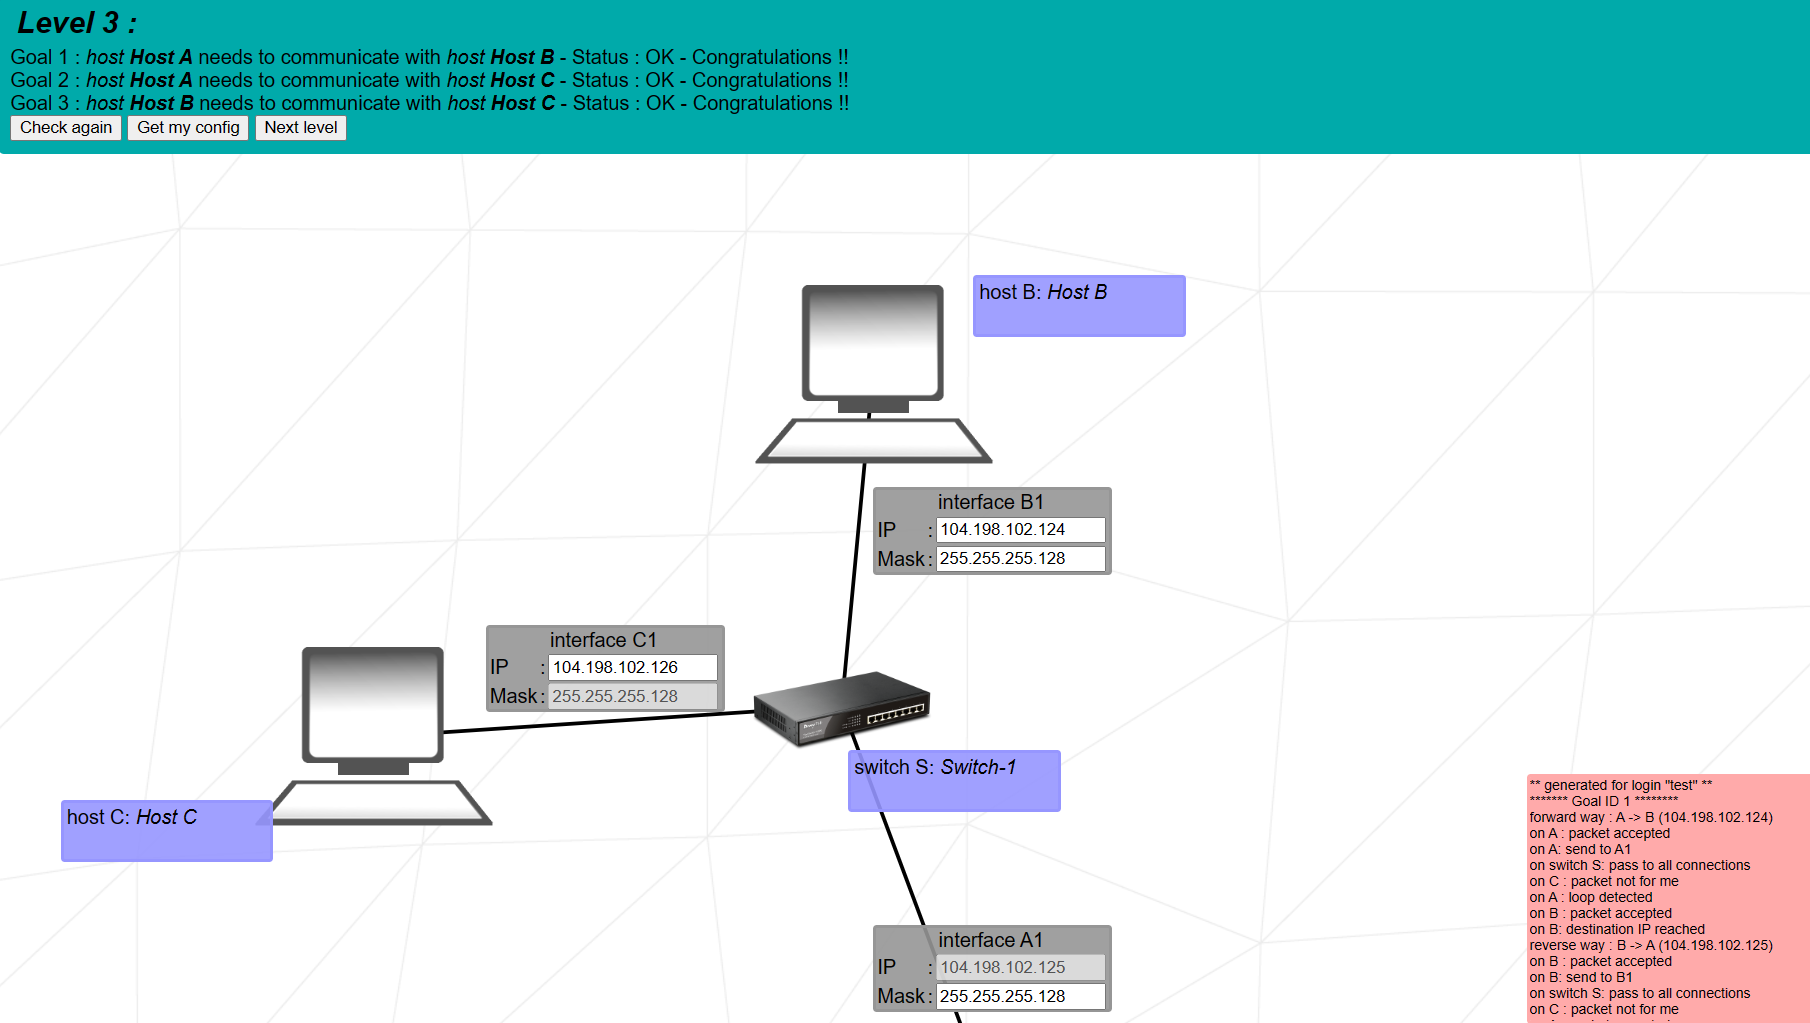 Level 3 :
Goal 1 : host Host A needs to communicate with host Host B - Status : OK - Congratulations !!
Goal 2 : host Host A needs to communicate with host Host C - Status : OK - Congratulations !!
Goal 3 : host Host B needs to communicate with host Host C - Status : OK - Congratulations !!
Check again Get my config Next level
host B: Host B
interface B1
IP : 104.198.102.124
Mask : 255.255.255.128
interface C1
IP : 104.198.102.126
Mask : 255.255.255.128
switch S: Switch-1
host C: Host C
interface A1
IP : 104.198.102.125
Mask : 255.255.255.128
** generated for login "test" **
******* Goal ID 1 ********
forward way : A -> B (104.198.102.124)
on A : packet accepted
on A: send to A1
on switch S: pass to all connections
on C : packet not for me
on A : loop detected
on B : packet accepted
on B: destination IP reached
reverse way : B -> A (104.198.102.125)
on B : packet accepted
on B: send to B1
on switch S: pass to all connections
on C : packet not for me